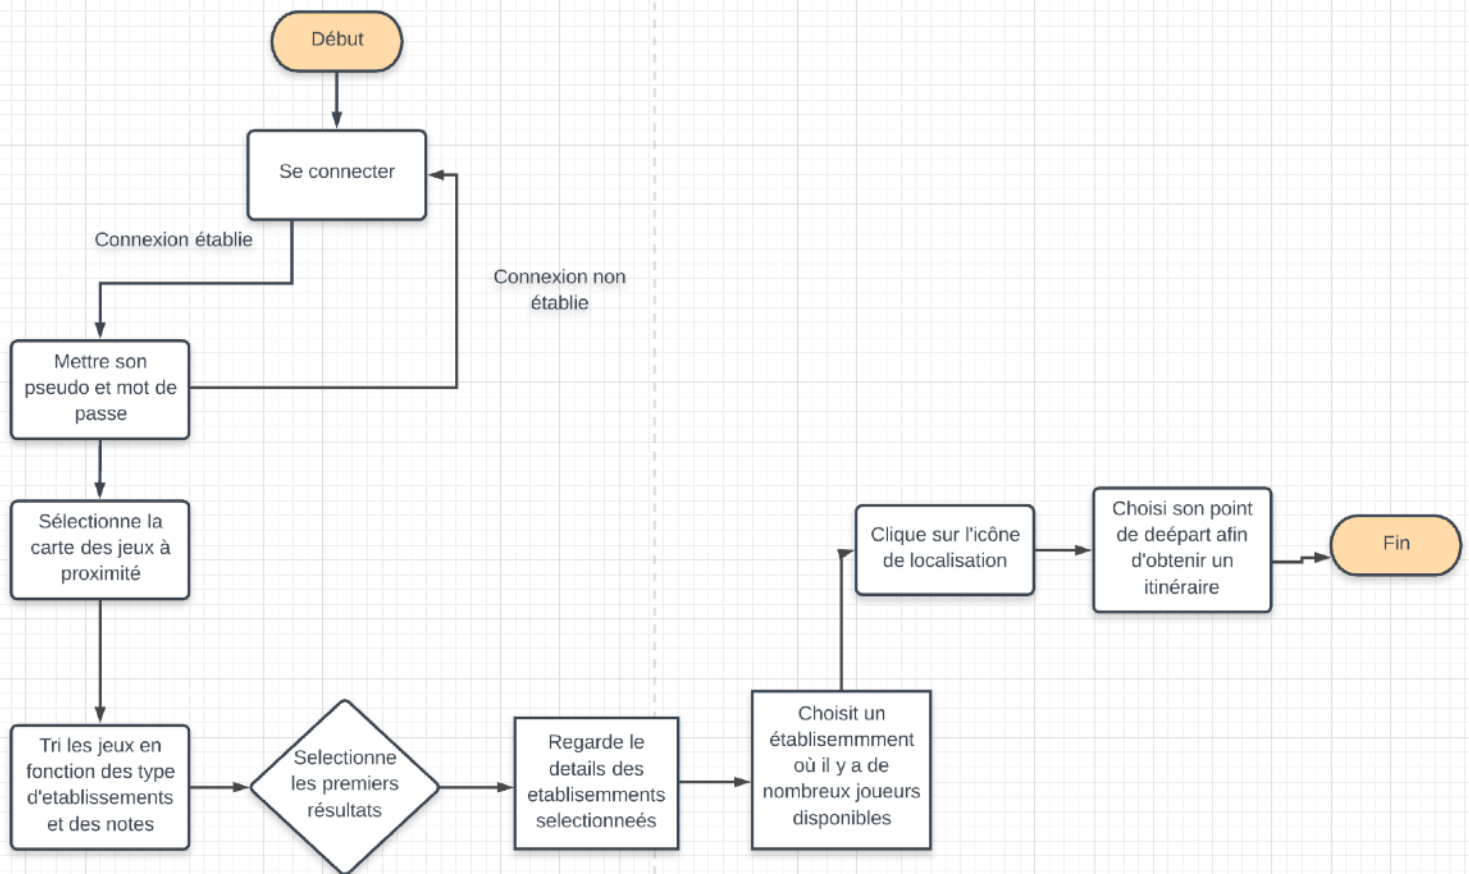 Début
Se connecter
Connexion établie
Connexion non
établie
Mettre son
pseudo et mot de
passe
Sélectionne la
carte des jeux à
proximité
Tri les jeux en
fonction des type
d'etablissements
et des notes
Selectionne
les premiers
résultats
Regarde le
details des
etablisemments
selectionneés
Choisit un
établisemmment
où il y a de
nombreux joueurs
disponibles
Clique sur l'icône
de localisation
Choisi son point
de deépart afin
d'obtenir un
itinéraire
Fin